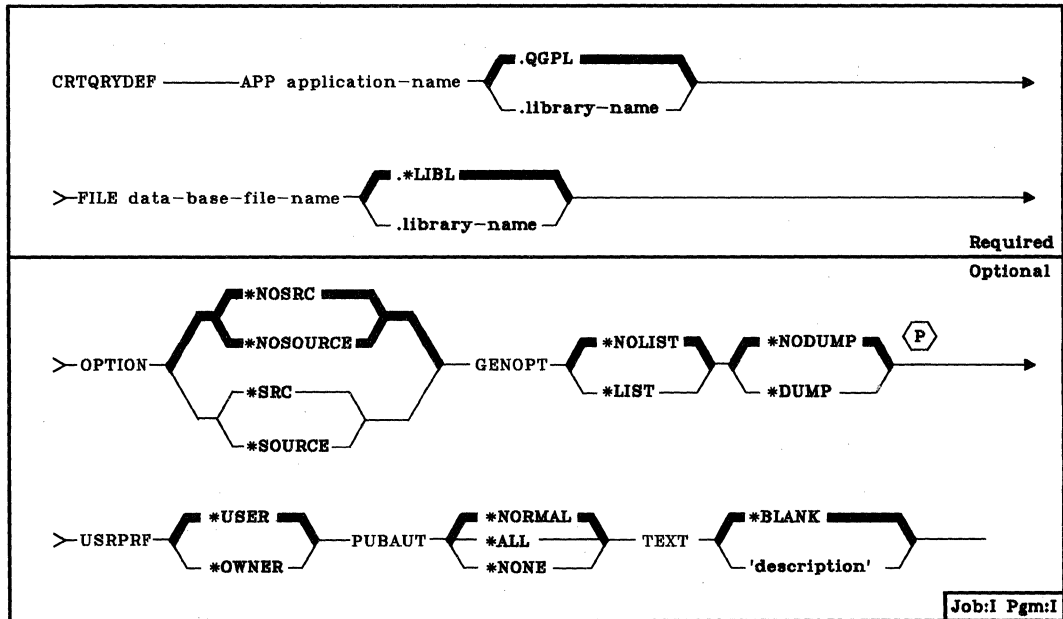 .QGPL
CRTQRYDEF APP application-name
.library-name
.*LIBL
>FILE data-base-file-name
.library-name
Required
Optional
*NOSRC
*NOSOURCE
*NOLIST *NODUMP P
>OPTION GENOPT
*SRC *LIST *DUMP
*SOURCE
*USER *NORMAL *BLANK
>USRPRF PUBAUT *ALL TEXT
*OWNER *NONE 'description'
Job:I Pgm:I